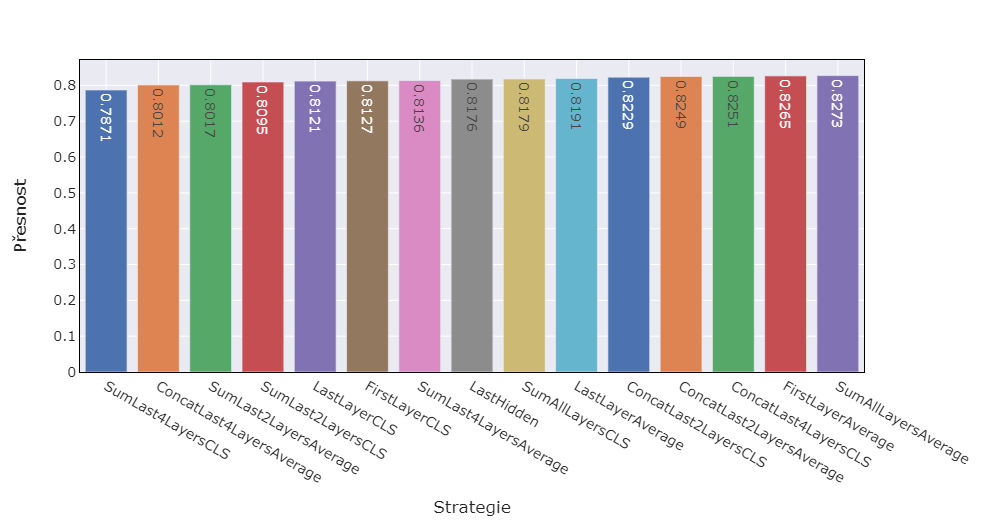 Přesnost
0.8
0.7
0.6
0.5
0.4
0.3
0.2
0.1
0
0.7871
0.8012
0.8017
0.8095
0.8121
0.8127
0.8136
0.8176
0.8179
0.8191
0.8229
0.8249
0.8251
0.8265
0.8273
SumLast4LayersCLS
ConcatLast4LayersAverage
SumLast2LayersAverage
SumLast2LayersCLS
LastLayerCLS
FirstLayerCLS
SumLast4LayersAverage
LastHidden
SumAllLayersCLS
LastLayerAverage
ConcatLast2LayersCLS
ConcatLast2LayersAverage
ConcatLast4LayersCLS
FirstLayerAverage
SumAllLayersAverage
Strategie